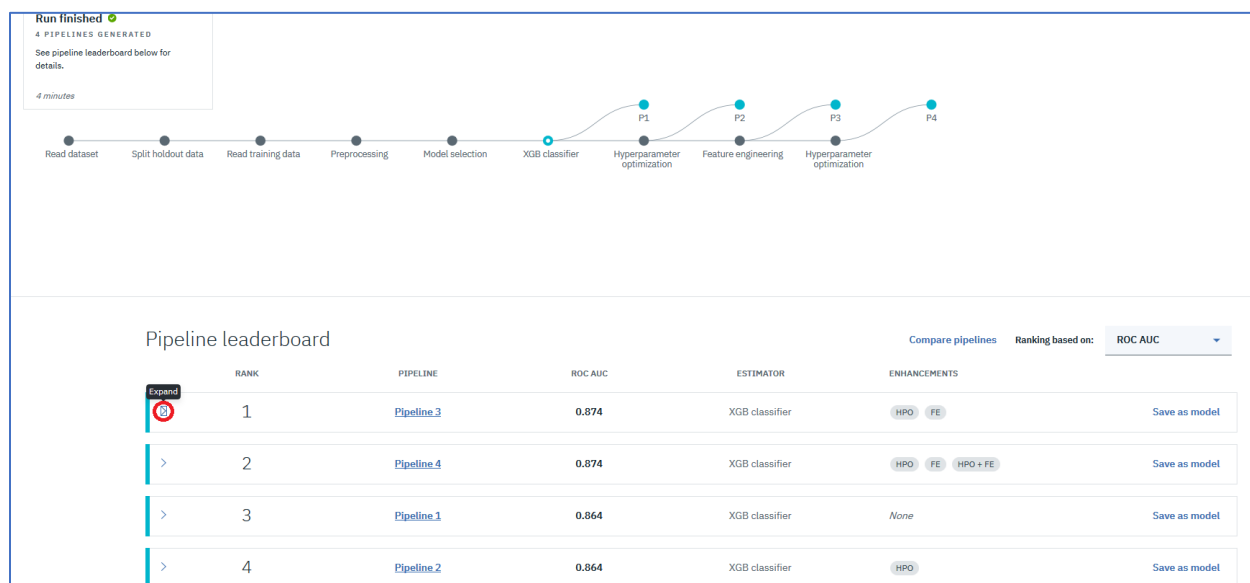 Run finished
4 PIPELINES GENERATED
See pipeline leaderboard below for
details.
4 minutes
P1 P2 P3 P4
Read dataset Split holdout data Read training data Preprocessing Model selection XGB classifier Hyperparameter optimization Feature engineering Hyperparameter optimization
Pipeline leaderboard
Compare pipelines Ranking based on: ROC AUC
RANK PIPELINE ROC AUC ESTIMATOR ENHANCEMENTS
Expand
1 Pipeline 3 0.874 XGB classifier HPO FE Save as model
2 Pipeline 4 0.874 XGB classifier HPO FE HPO + FE Save as model
3 Pipeline 1 0.864 XGB classifier None Save as model
4 Pipeline 2 0.864 XGB classifier HPO Save as model